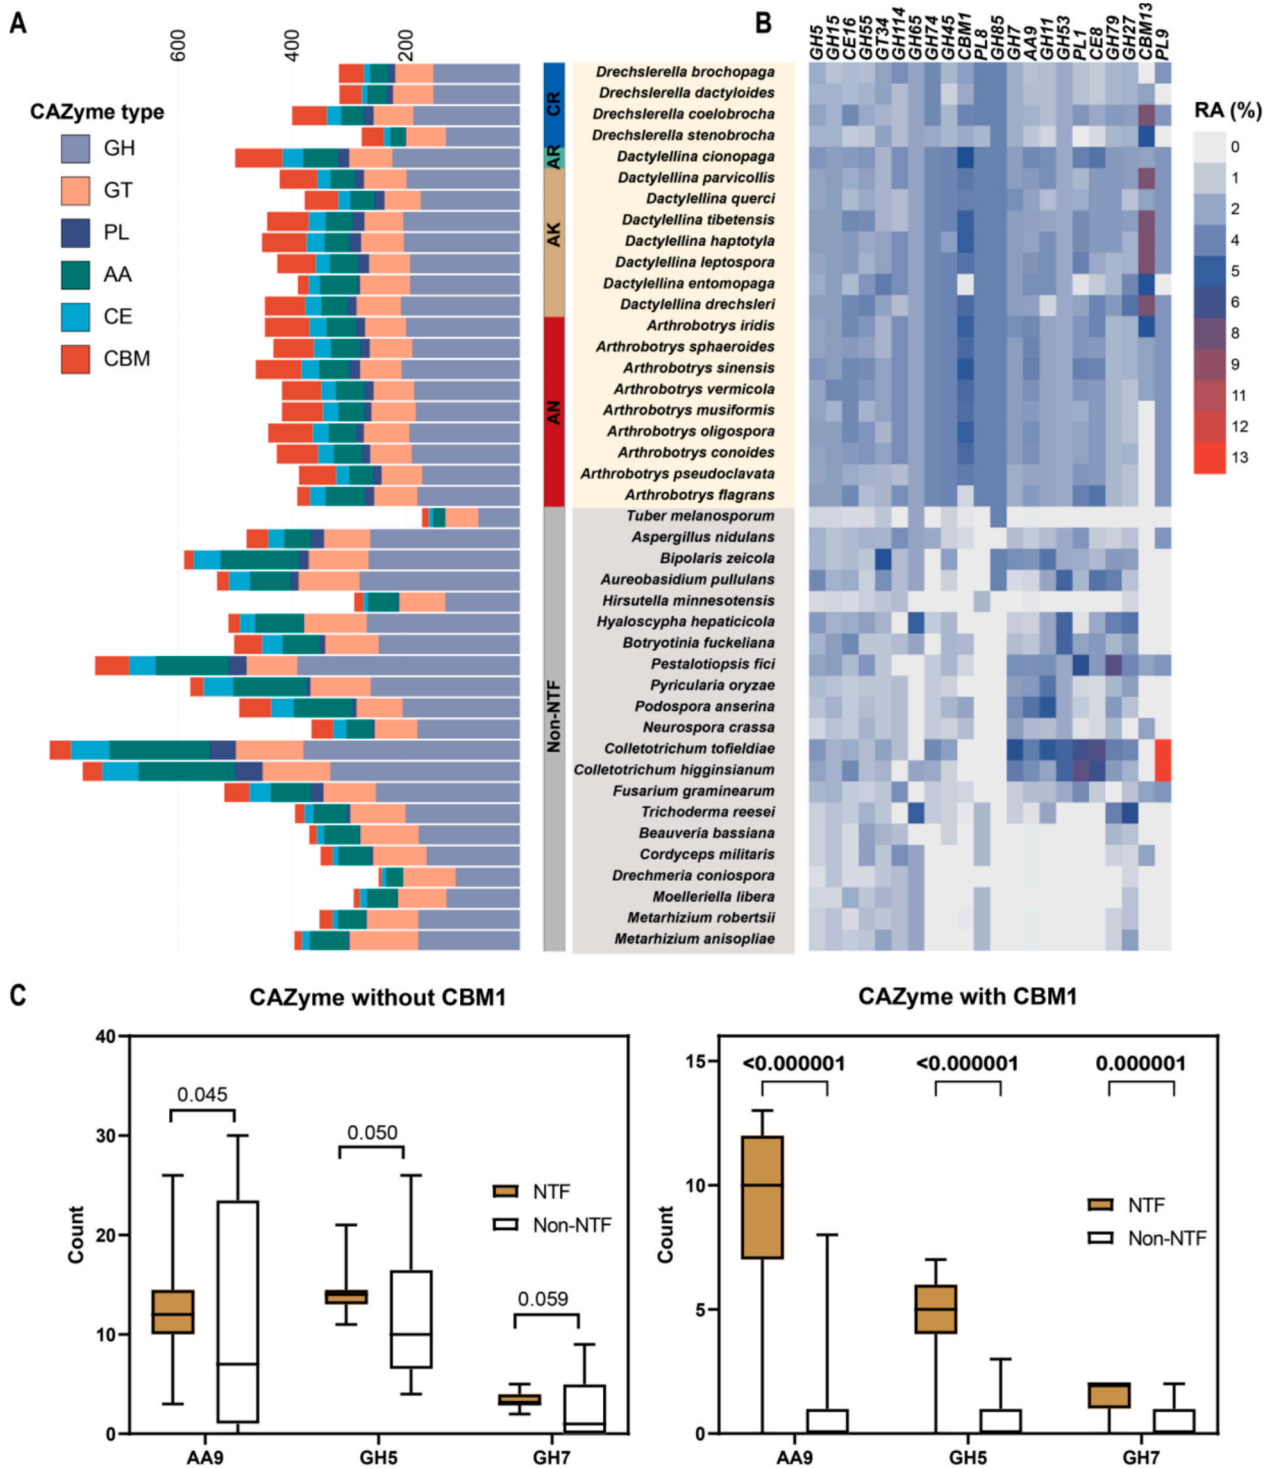 A
600
400
200
CAZyme type
GH
GT
PL
AA
CE
CBM
B
GH5
GH15
CE16
GH55
GT34
GH114
GH65
GH74
GH45
CBM1
PL8
GH85
GH7
AA9
GH11
GH53
PL1
CE8
GH79
GH27
CBM13
PL9
CR
AR
AK
AN
Non-NTF
Drechslerella brochopaga
Drechslerella dactyloides
Drechslerella coelobrocha
Drechslerella stenobrocha
Dactylellina cionopaga
Dactylellina parvicollis
Dactylellina querci
Dactylellina tibetensis
Dactylellina haptotyla
Dactylellina leptospora
Dactylellina entomopaga
Dactylellina drechsleri
Arthrobotrys iridis
Arthrobotrys sphaeroides
Arthrobotrys sinensis
Arthrobotrys vermicola
Arthrobotrys musiformis
Arthrobotrys oligospora
Arthrobotrys conoides
Arthrobotrys pseudoclavata
Arthrobotrys flagrans
Tuber melanosporum
Aspergillus nidulans
Bipolaris zeicola
Aureobasidium pullulans
Hirsutella minnesotensis
Hyaloscypha hepaticicola
Botryotinia fuckeliana
Pestalotiopsis fici
Pyricularia oryzae
Podospora anserina
Neurospora crassa
Colletotrichum tofieldiae
Colletotrichum higginsianum
Fusarium graminearum
Trichoderma reesei
Beauveria bassiana
Cordyceps militaris
Drechmeria coniospora
Moelleriella libera
Metarhizium robertsii
Metarhizium anisopliae
RA (%)
0
1
2
4
5
6
8
9
11
12
13
C
CAZyme without CBM1
Count
40
30
20
10
0
0.045
0.050
0.059
NTF
Non-NTF
AA9
GH5
GH7
CAZyme with CBM1
Count
15
10
5
0
<0.000001
<0.000001
0.000001
NTF
Non-NTF
AA9
GH5
GH7